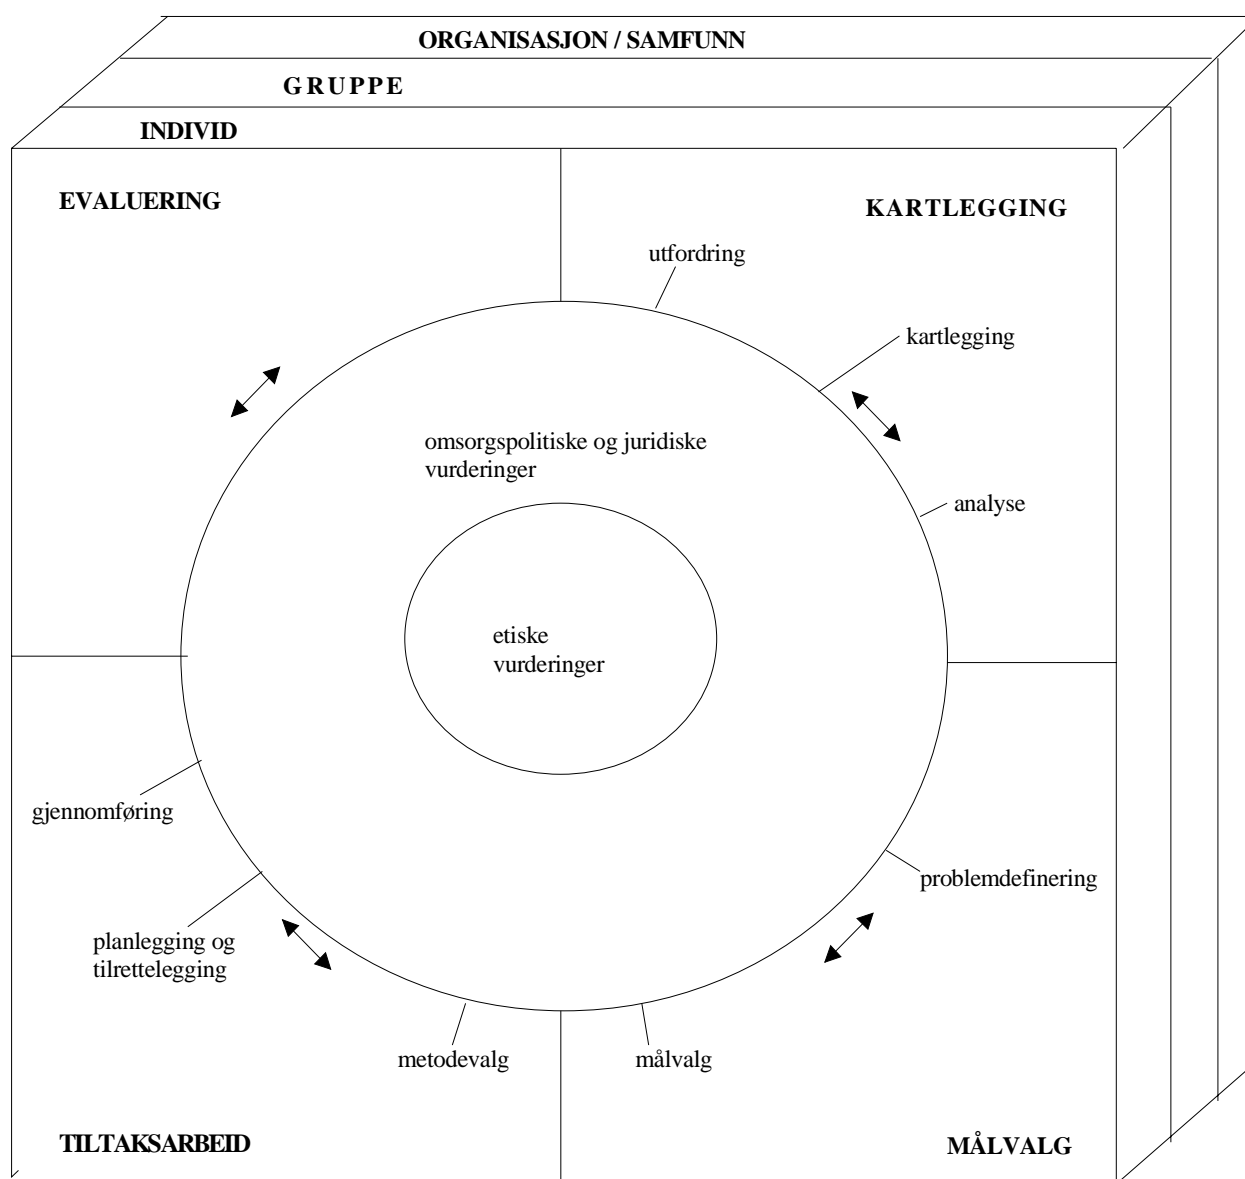 ORGANISASJON / SAMFUNN
GRUPPE
INDIVID
EVALUERING
KARTLEGGING
utfordring
kartlegging
omsorgspolitiske og juridiske
vurderinger
analyse
etiske
vurderinger
gjennomføring
problemdefinering
planlegging og
tilrettelegging
metodevalg
målvalg
TILTAKSARBEID
MÅLVALG